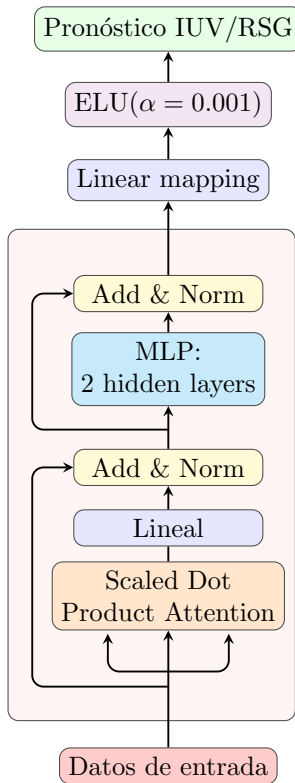 Pronóstico IUV/RSG
ELU(α = 0.001)
Linear mapping
Add & Norm
MLP:
2 hidden layers
Add & Norm
Lineal
Scaled Dot
Product Attention
Datos de entrada